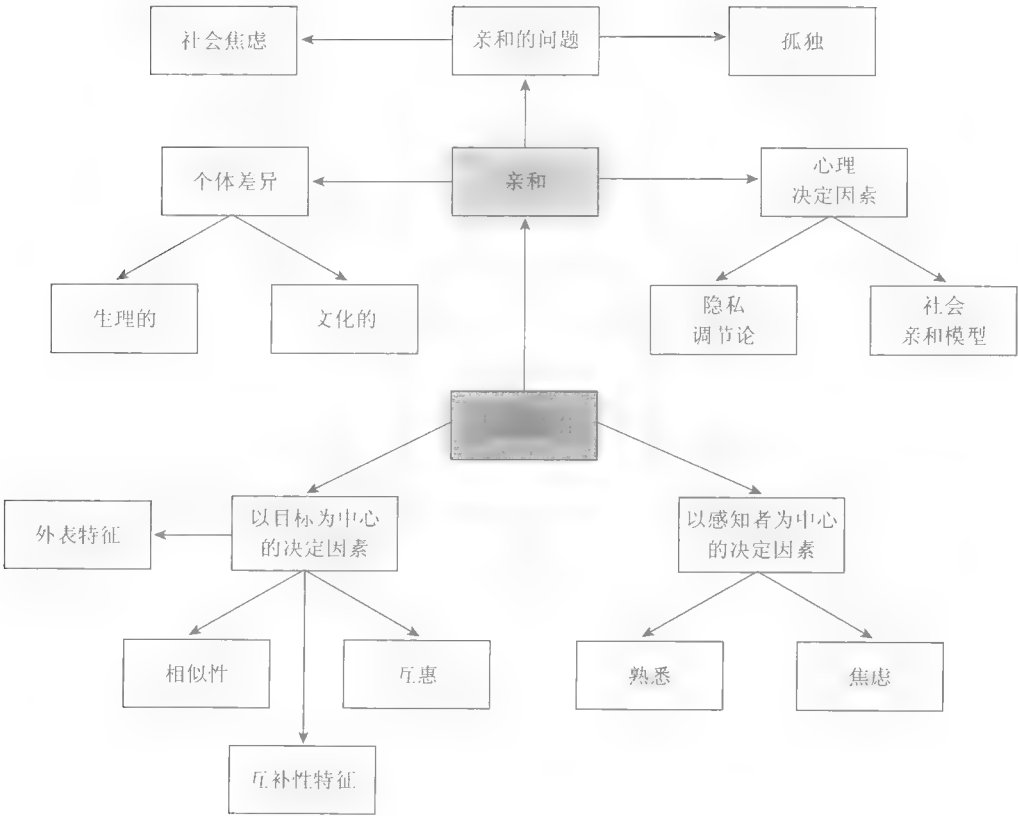 社会焦虑
亲和的问题
孤独
个体差异
亲和
心理
决定因素
生理的
文化的
隐私
调节论
社会
亲和模型
外表特征
以目标为中心
的决定因素
以感知者为中心
的决定因素
相似性
互惠
熟悉
焦虑
互补性特征